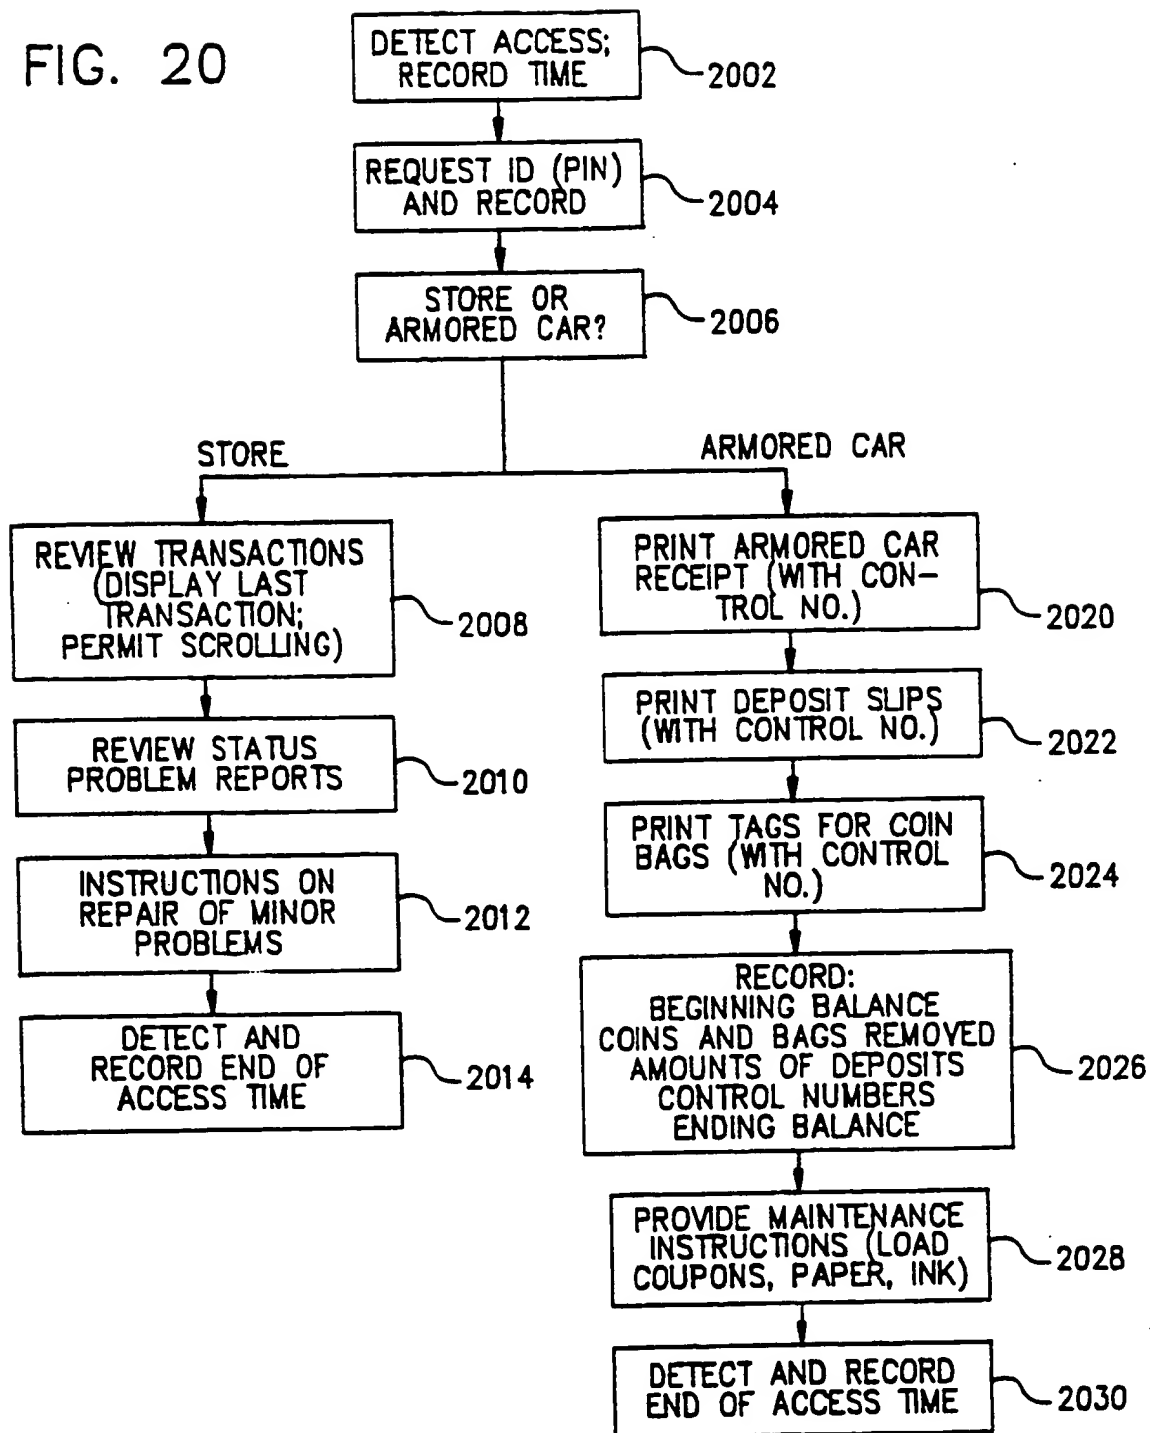 FIG. 20
DETECT ACCESS;
RECORD TIME
2002
REQUEST ID (PIN)
AND RECORD
2004
STORE OR
ARMORED CAR?
2006
STORE
ARMORED CAR
REVIEW TRANSACTIONS
(DISPLAY LAST
TRANSACTION;
PERMIT SCROLLING)
2008
REVIEW STATUS
PROBLEM REPORTS
2010
INSTRUCTIONS ON
REPAIR OF MINOR
PROBLEMS
2012
DETECT AND
RECORD END OF
ACCESS TIME
2014
PRINT ARMORED CAR
RECEIPT (WITH CON-
TROL NO.)
2020
PRINT DEPOSIT SLIPS
(WITH CONTROL NO.)
2022
PRINT TAGS FOR COIN
BAGS (WITH CONTROL
NO.)
2024
RECORD:
BEGINNING BALANCE
COINS AND BAGS REMOVED
AMOUNTS OF DEPOSITS
CONTROL NUMBERS
ENDING BALANCE
2026
PROVIDE MAINTENANCE
INSTRUCTIONS (LOAD
COUPONS, PAPER, INK)
2028
DETECT AND RECORD
END OF ACCESS TIME
2030